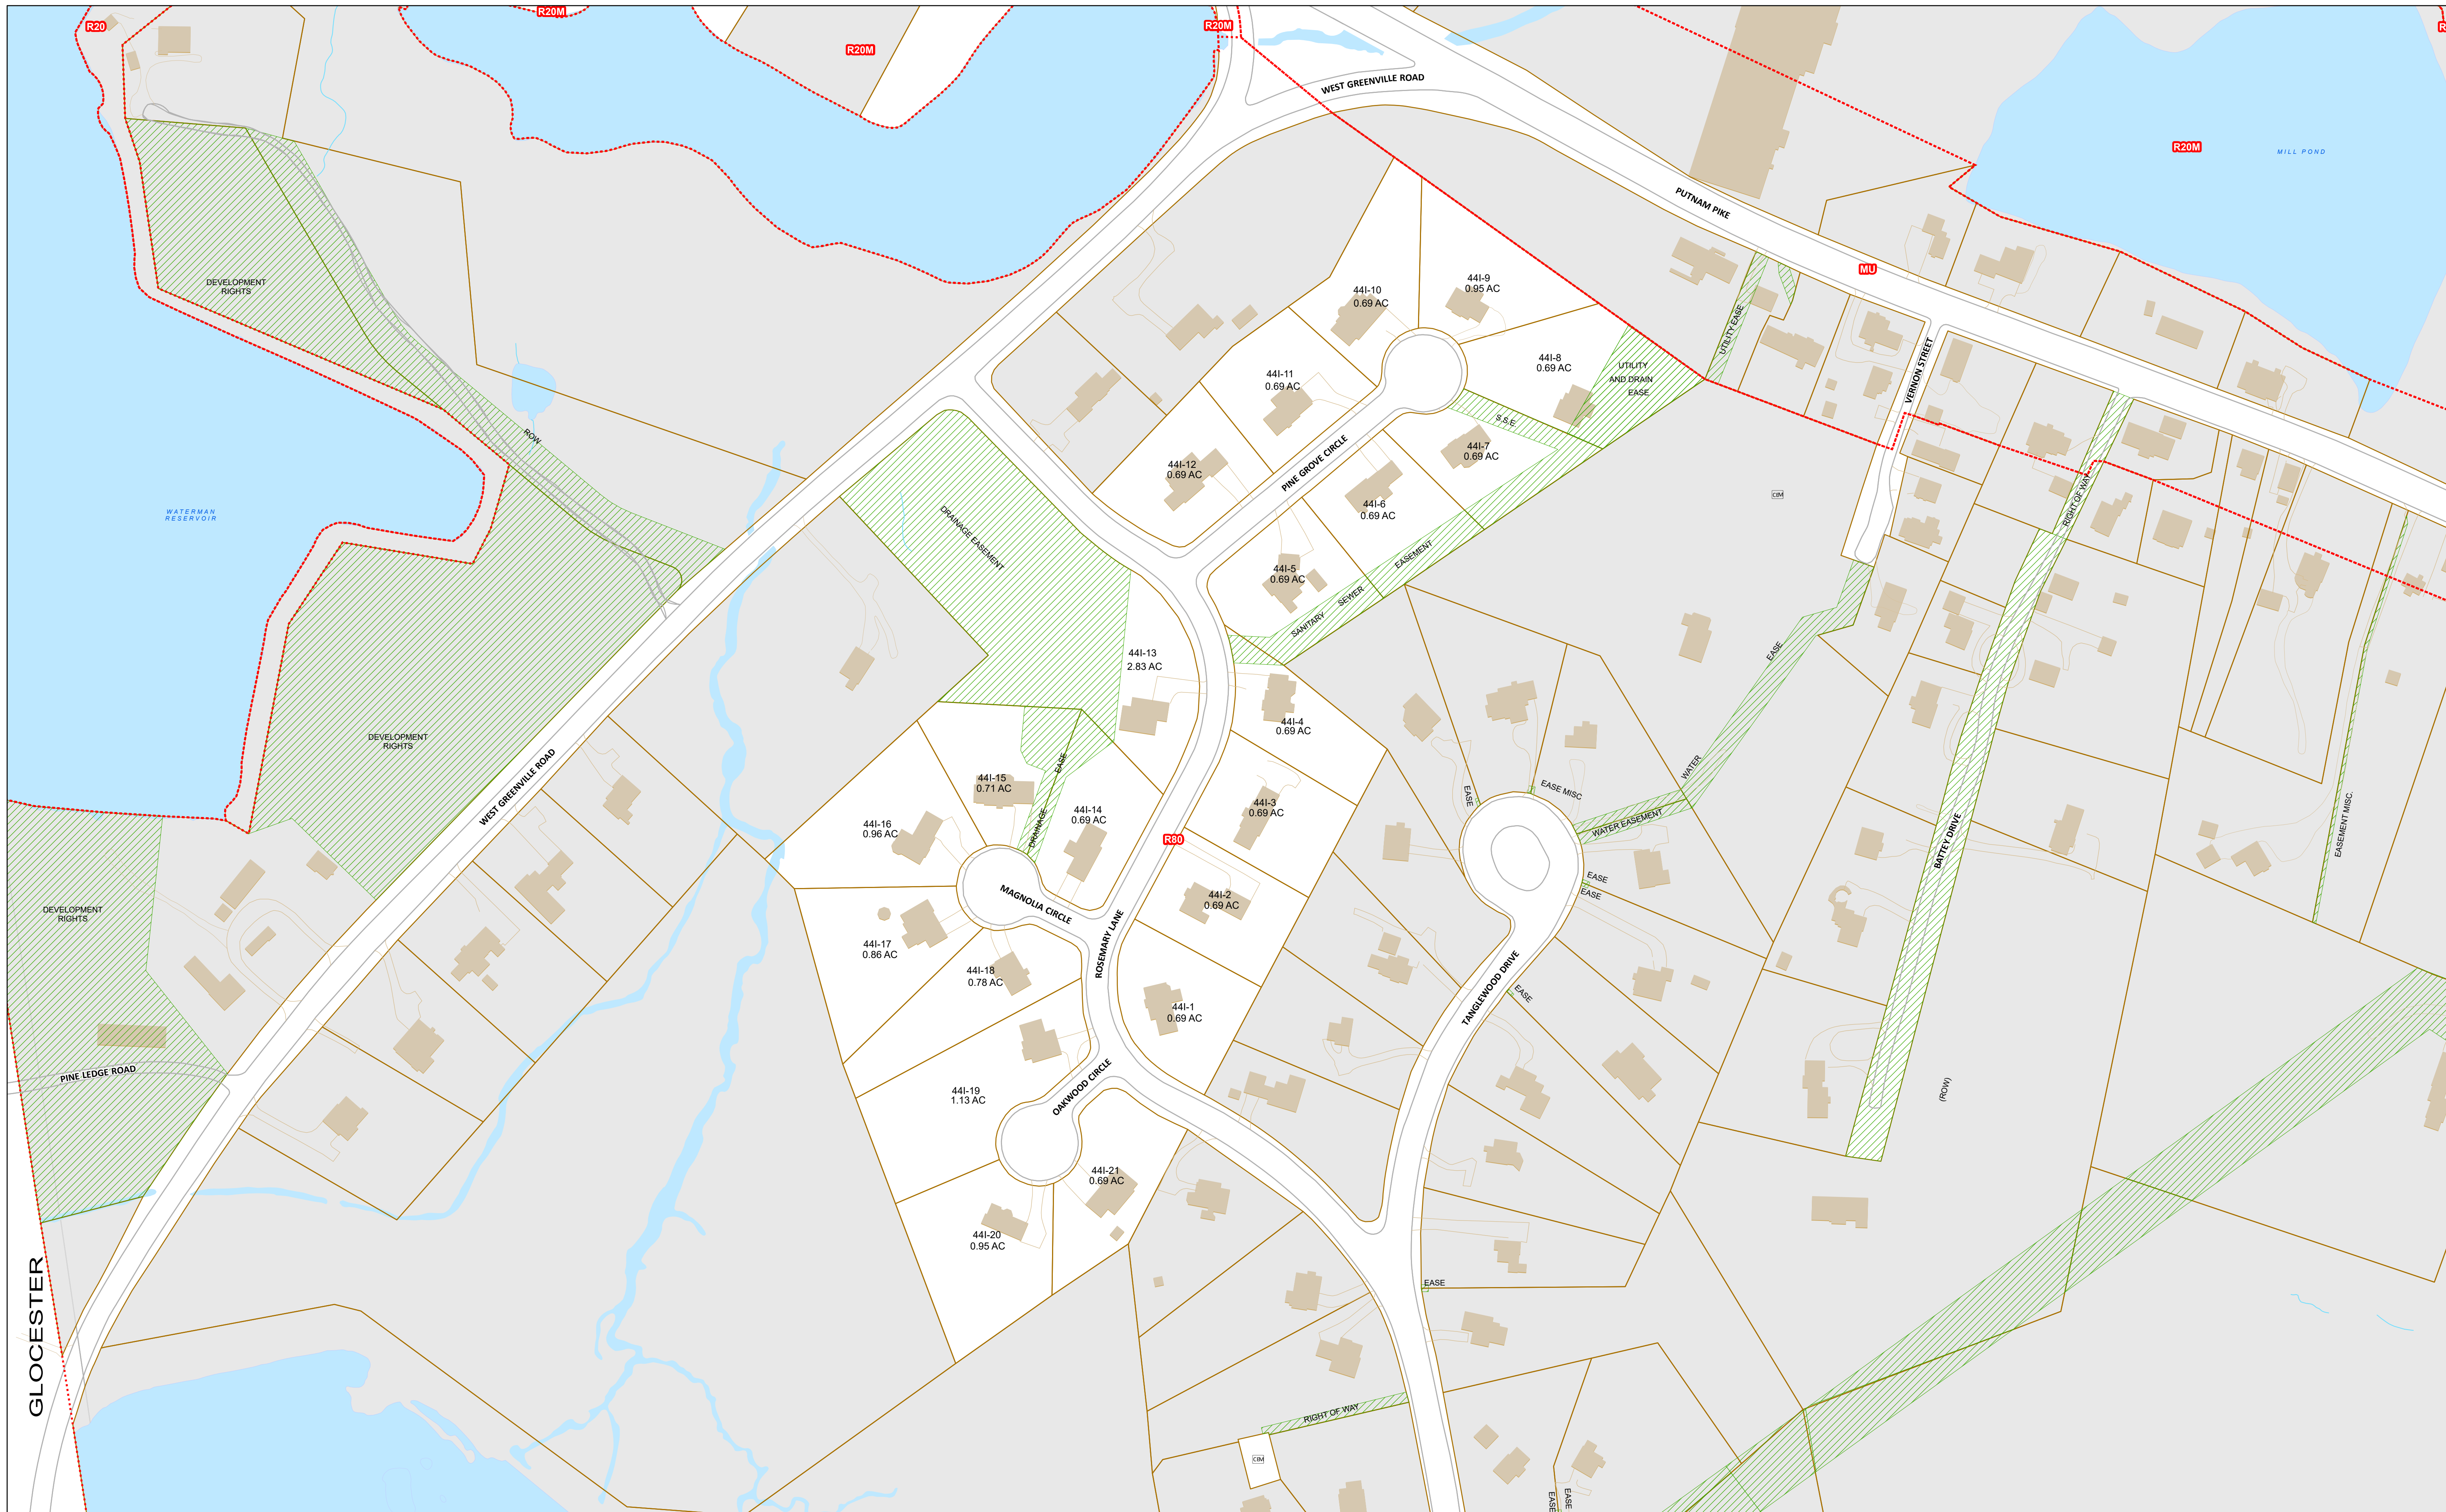 R20
R20M
R20M
R20M
WEST GREENVILLE ROAD
R20M
MILL POND
PUTNAM PIKE
MU
DEVELOPMENT
RIGHTS
44I-10
0.69 AC
44I-9
0.95 AC
UTILITY EASE
44I-8
0.69 AC
UTILITY
AND DRAIN
EASE
VERNON STREET
44I-11
0.69 AC
S.S.E.
ROW
44I-12
0.69 AC
PINE GROVE CIRCLE
44I-7
0.69 AC
CEM
RIGHT OF WAY
WATERMAN
RESERVOIR
44I-6
0.69 AC
DRAINAGE EASEMENT
44I-5
0.69 AC
SANITARY SEWER EASEMENT
44I-13
2.83 AC
WATER EASE
DEVELOPMENT
RIGHTS
44I-4
0.69 AC
WEST GREENVILLE ROAD
44I-15
0.71 AC
DRAINAGE EASE
44I-14
0.69 AC
44I-3
0.69 AC
EASE
EASE MISC
WATER EASEMENT
44I-16
0.96 AC
R80
BATTEY DRIVE
EASEMENT MISC.
DEVELOPMENT
RIGHTS
MAGNOLIA CIRCLE
44I-2
0.69 AC
EASE
EASE
44I-17
0.86 AC
ROSEMARY LANE
44I-18
0.78 AC
TANGLEWOOD DRIVE
EASE
44I-1
0.69 AC
PINE LEDGE ROAD
OAKWOOD CIRCLE
44I-19
1.13 AC
(ROW)
44I-21
0.69 AC
44I-20
0.95 AC
GLOCESTER
EASE
RIGHT OF WAY
CEM
EASE
EASE